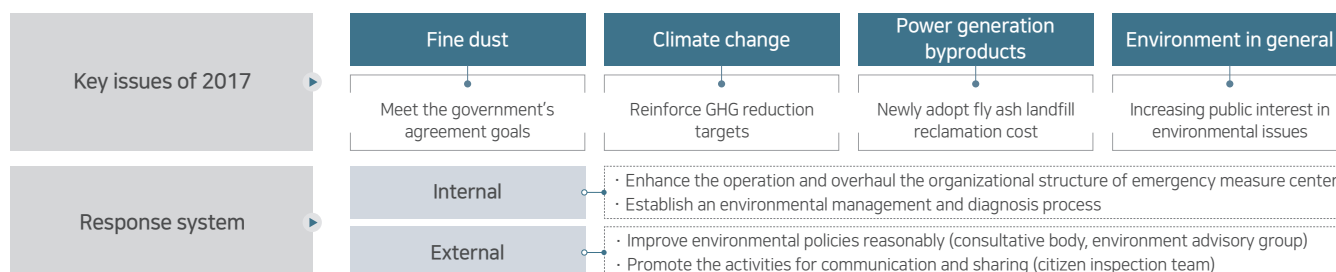 Key issues of 2017
Fine dust
Meet the government's
agreement goals
Climate change
Reinforce GHG reduction
targets
Power generation
byproducts
Newly adopt fly ash landfill
reclamation cost
Environment in general
Increasing public interest in
environmental issues
Response system
Internal
· Enhance the operation and overhaul the organizational structure of emergency measure center
· Establish an environmental management and diagnosis process
External
· Improve environmental policies reasonably (consultative body, environment advisory group)
· Promote the activities for communication and sharing (citizen inspection team)